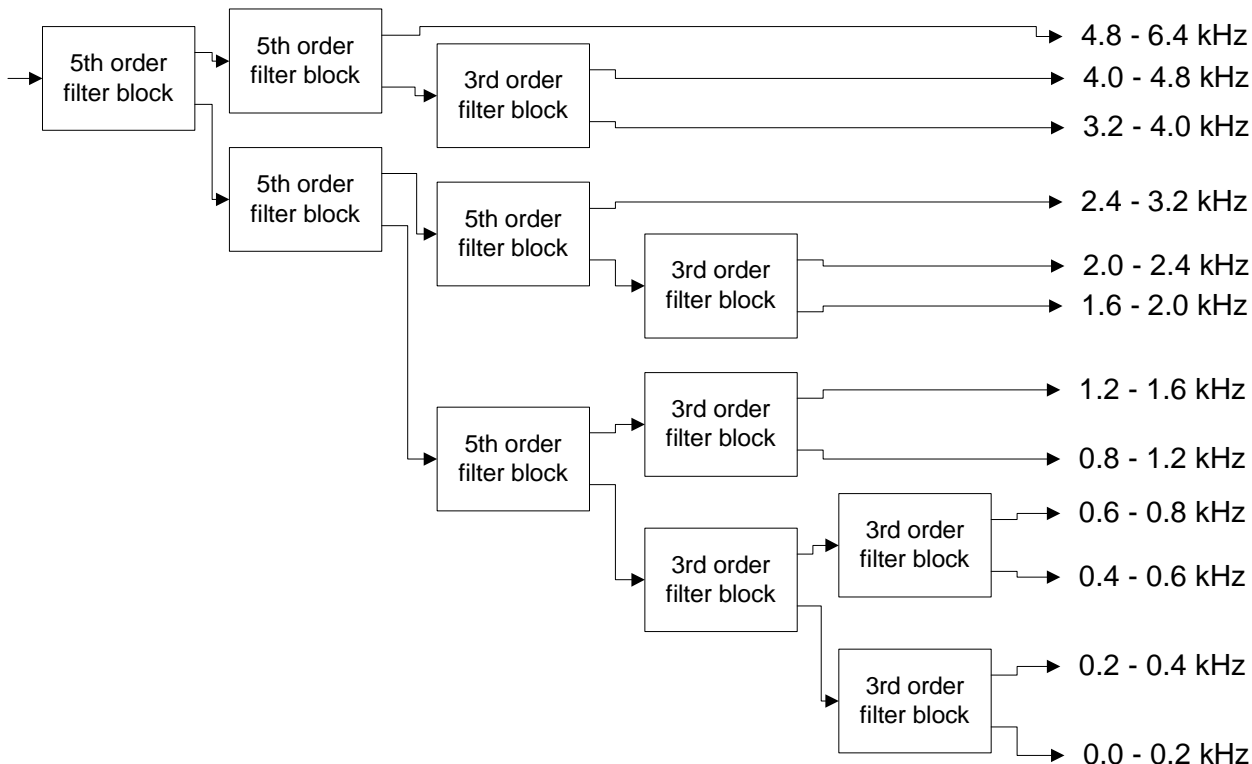 5th order
filter block
5th order
filter block
3rd order
filter block
4.8 - 6.4 kHz
4.0 - 4.8 kHz
3.2 - 4.0 kHz
5th order
filter block
5th order
filter block
3rd order
filter block
2.4 - 3.2 kHz
2.0 - 2.4 kHz
1.6 - 2.0 kHz
5th order
filter block
3rd order
filter block
1.2 - 1.6 kHz
0.8 - 1.2 kHz
3rd order
filter block
3rd order
filter block
0.6 - 0.8 kHz
0.4 - 0.6 kHz
3rd order
filter block
0.2 - 0.4 kHz
0.0 - 0.2 kHz